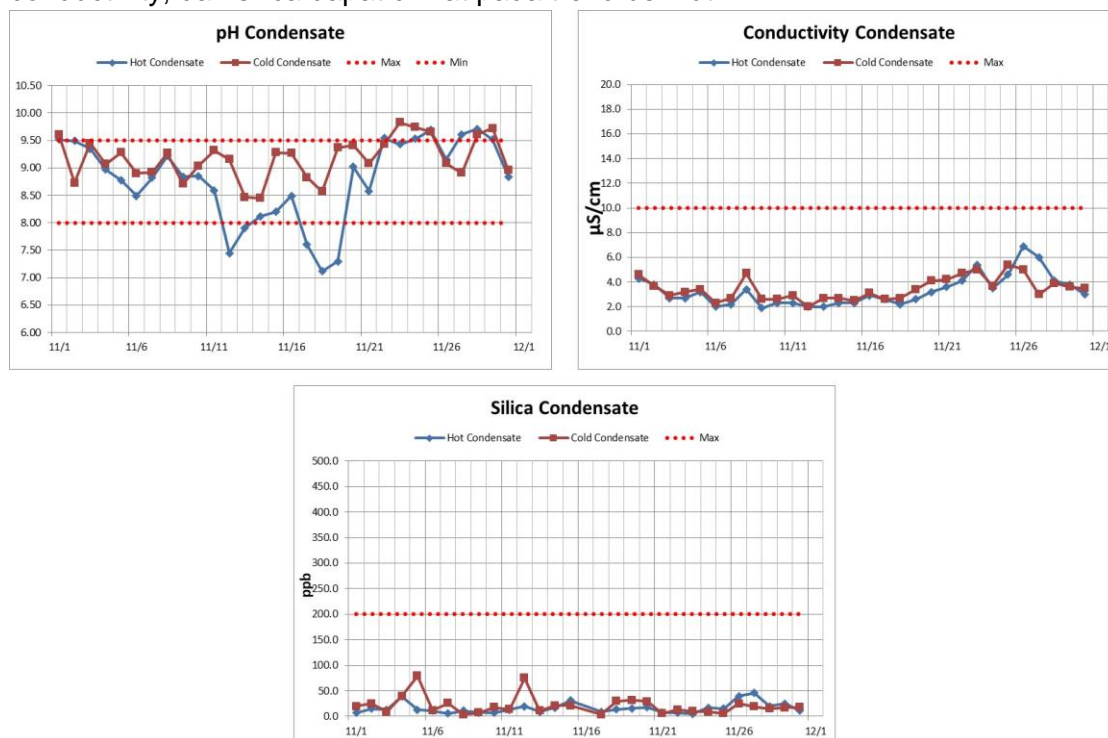 pH Condensate
Hot Condensate Cold Condensate Max Min
10.50
10.00
9.50
9.00
8.50
8.00
7.50
7.00
6.50
6.00
11/1 11/6 11/11 11/16 11/21 11/26 12/1
Conductivity Condensate
Hot Condensate Cold Condensate Max
µS/cm
20.0
18.0
16.0
14.0
12.0
10.0
8.0
6.0
4.0
2.0
0.0
11/1 11/6 11/11 11/16 11/21 11/26 12/1
Silica Condensate
Hot Condensate Cold Condensate Max
ppb
500.0
450.0
400.0
350.0
300.0
250.0
200.0
150.0
100.0
50.0
0.0
11/1 11/6 11/11 11/16 11/21 11/26 12/1